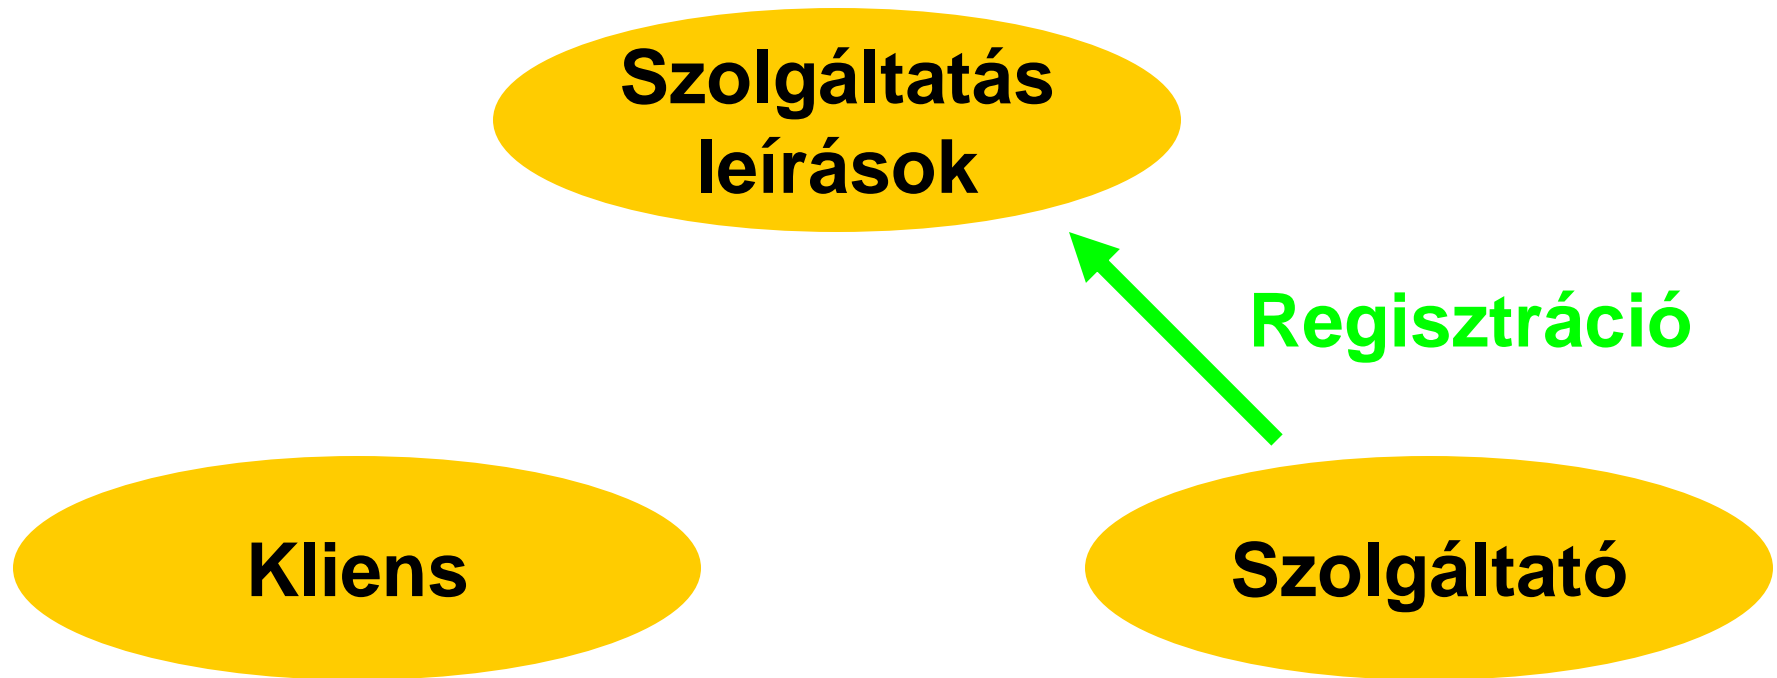 Szolgáltatás
leírások
Regisztráció
Kliens
Szolgáltató